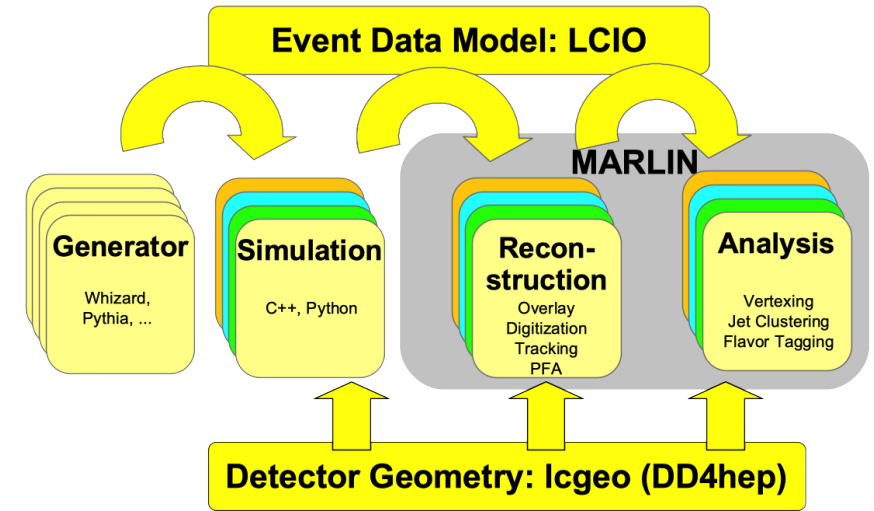 Event Data Model: LCIO
MARLIN
Generator
Whizard,
Pythia, ...
Simulation
C++, Python
Recon-
struction
Overlay
Digitization
Tracking
PFA
Analysis
Vertexing
Jet Clustering
Flavor Tagging
Detector Geometry: lcgeo (DD4hep)